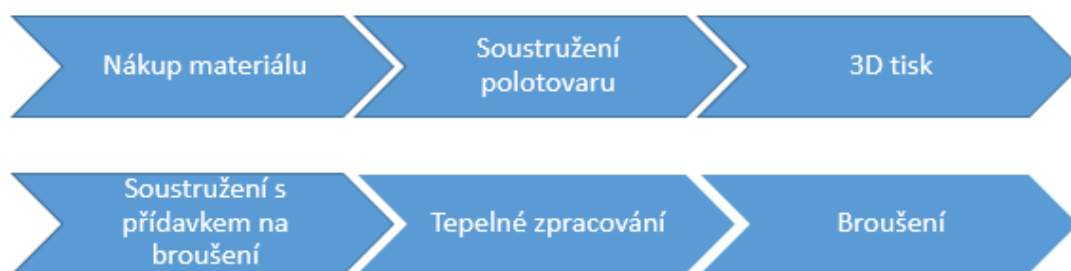 Nákup materiálu
Soustružení
polotovaru
3D tisk
Soustružení s
přídavkem na
broušení
Tepelné zpracování
Broušení